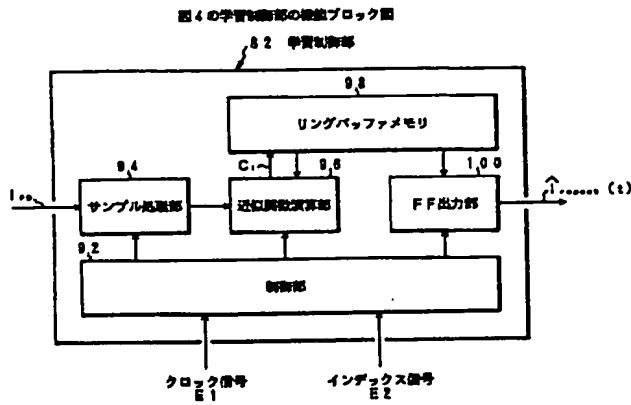 図4の学習制御部の機能ブロック図
82 学習制御部
98
リングバッファメモリ
Ci
94
96
100
IFB
サンプル処理部
近似関数演算部
FF出力部
Îrepeat (t)
92
制御部
クロック信号
E1
インデックス信号
E2